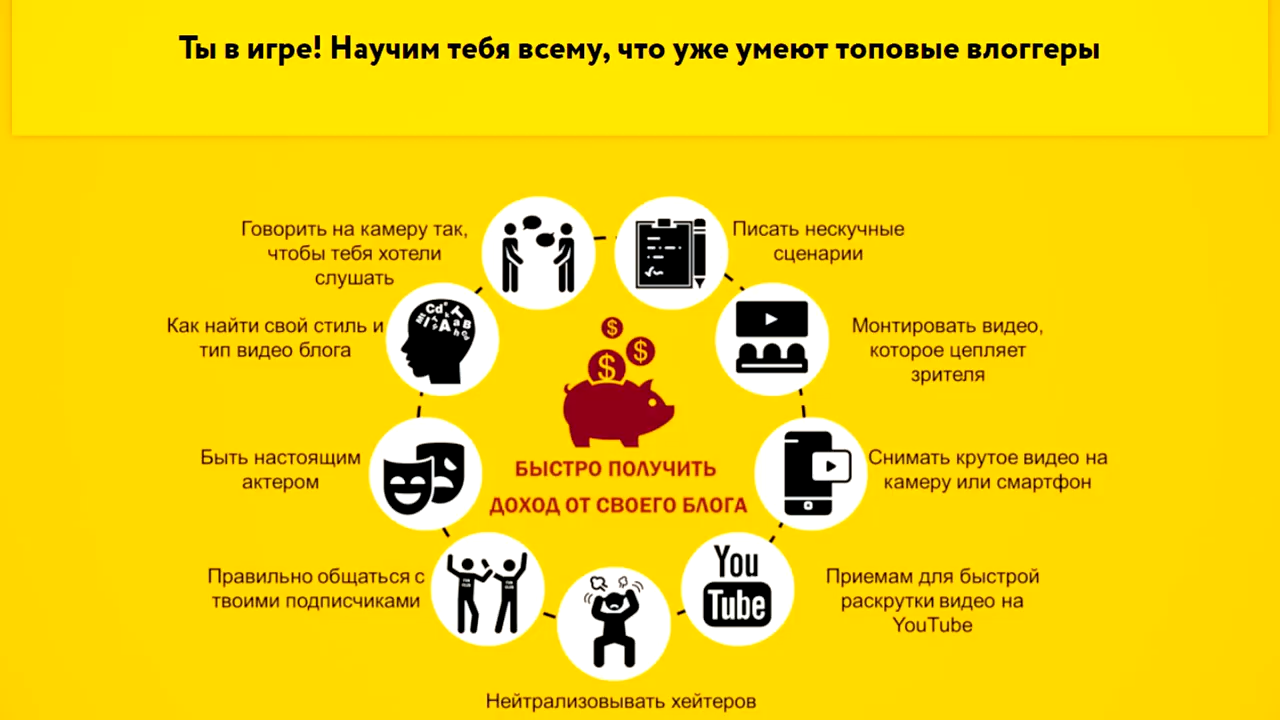 Ты в игре! Научим тебя всему, что уже умеют топовые влоггеры
Говорить на камеру так,
чтобы тебя хотели
слушать
Писать нескучные
сценарии
Как найти свой стиль и
тип видео блога
Монтировать видео,
которое цепляет
зрителя
Быть настоящим
актером
БЫСТРО ПОЛУЧИТЬ
ДОХОД ОТ СВОЕГО БЛОГА
Снимать крутое видео на
камеру или смартфон
Правильно общаться с
твоими подписчиками
You
Tube
Приемам для быстрой
раскрутки видео на
YouTube
Нейтрализовывать хейтеров